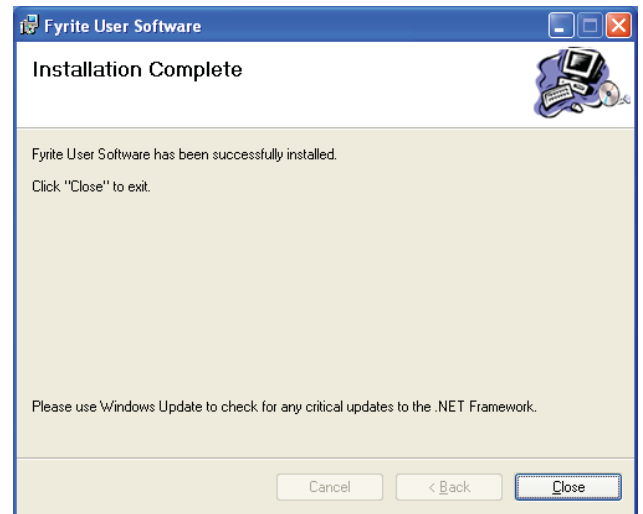 Fyrite User Software
Installation Complete
Fyrite User Software has been successfully installed.
Click "Close" to exit.
Please use Windows Update to check for any critical updates to the .NET Framework.
Cancel
< Back
Close